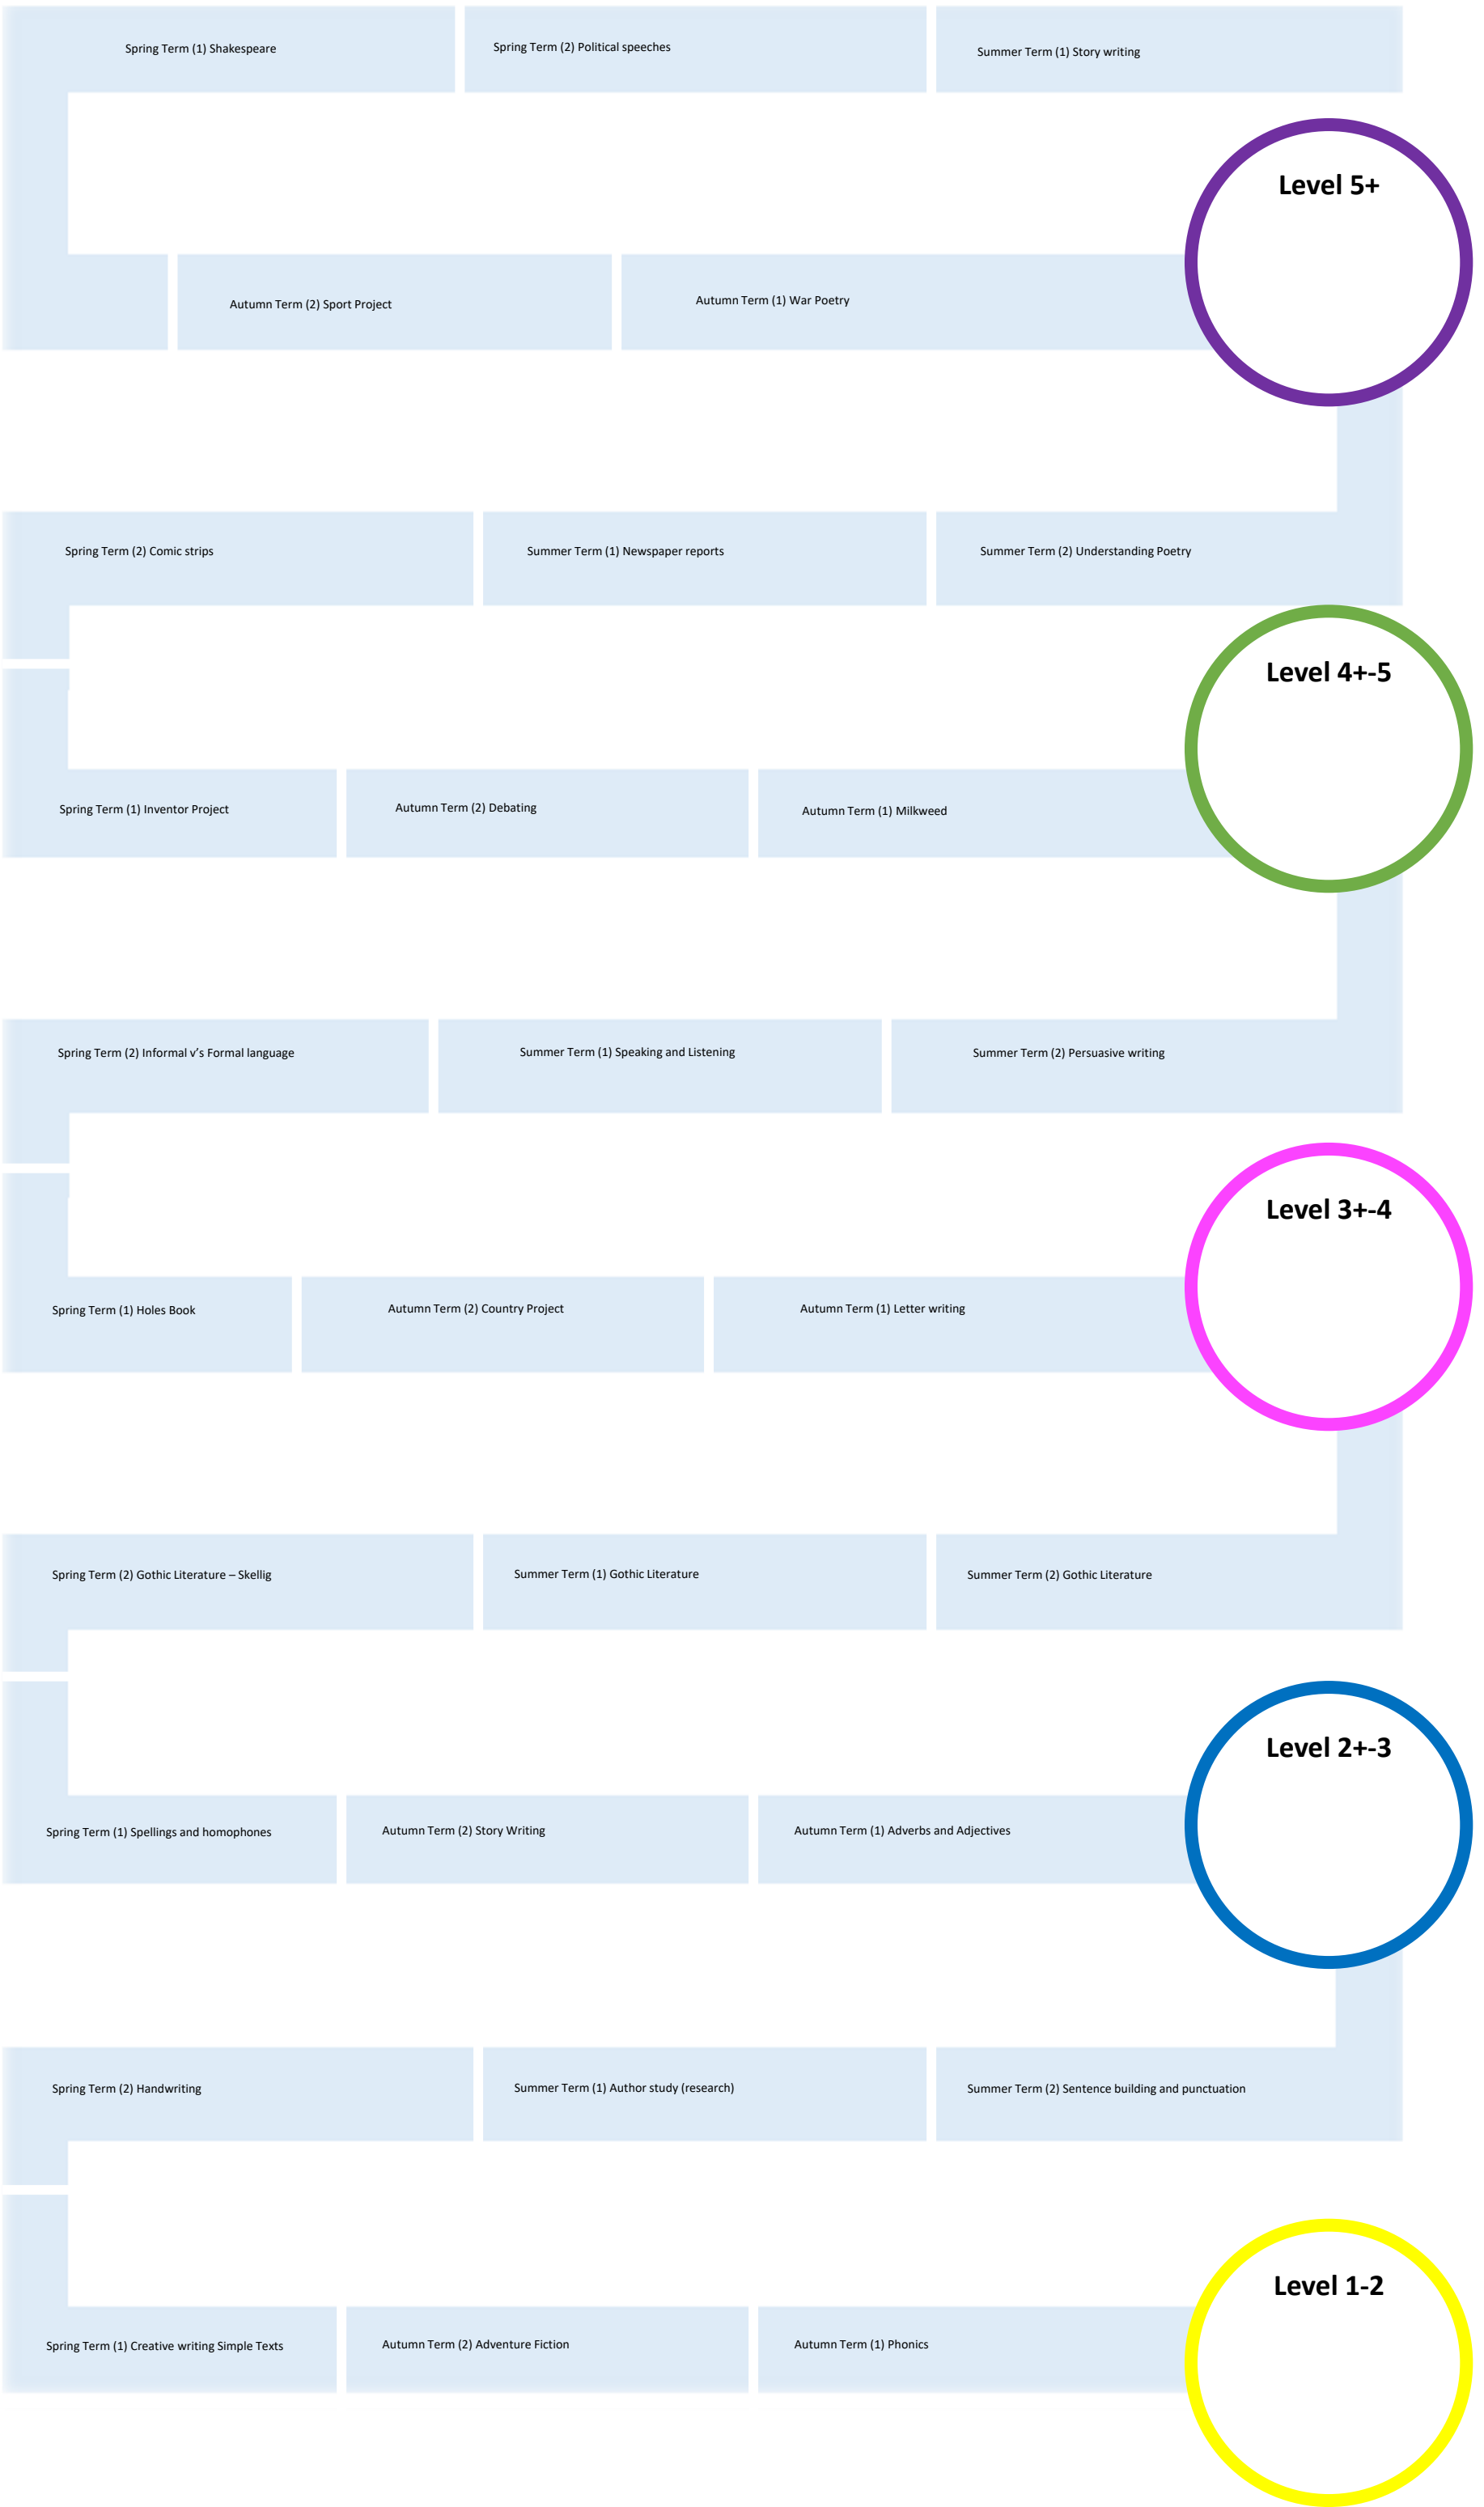 Spring Term (1) Shakespeare
Spring Term (2) Political speeches
Summer Term (1) Story writing
Level 5+
Autumn Term (2) Sport Project
Autumn Term (1) War Poetry
Spring Term (2) Comic strips
Summer Term (1) Newspaper reports
Summer Term (2) Understanding Poetry
Level 4+-5
Spring Term (1) Inventor Project
Autumn Term (2) Debating
Autumn Term (1) Milkweed
Spring Term (2) Informal v’s Formal language
Summer Term (1) Speaking and Listening
Summer Term (2) Persuasive writing
Level 3+-4
Spring Term (1) Holes Book
Autumn Term (2) Country Project
Autumn Term (1) Letter writing
Spring Term (2) Gothic Literature – Skellig
Summer Term (1) Gothic Literature
Summer Term (2) Gothic Literature
Level 2+-3
Spring Term (1) Spellings and homophones
Autumn Term (2) Story Writing
Autumn Term (1) Adverbs and Adjectives
Spring Term (2) Handwriting
Summer Term (1) Author study (research)
Summer Term (2) Sentence building and punctuation
Level 1-2
Spring Term (1) Creative writing Simple Texts
Autumn Term (2) Adventure Fiction
Autumn Term (1) Phonics